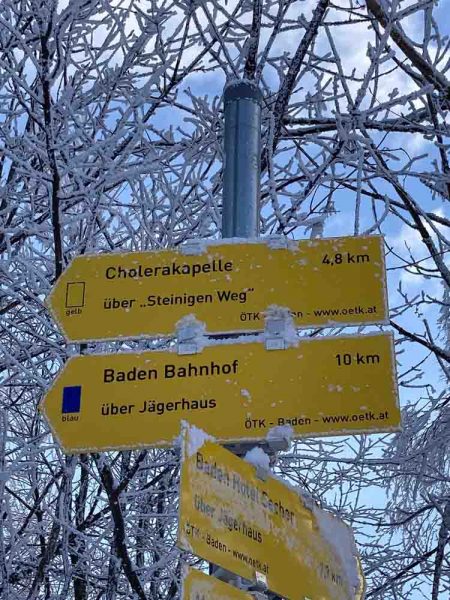 Cholerakapelle 4,8 km
über „Steinigen Weg"
gelb
ÖTK - Baden - www.oetk.at
Baden Bahnhof 10 km
über Jägerhaus
blau
ÖTK - Baden - www.oetk.at
Baden Hotel Sacher
über Jägerhaus
ÖTK - Baden - www.oetk.at
km